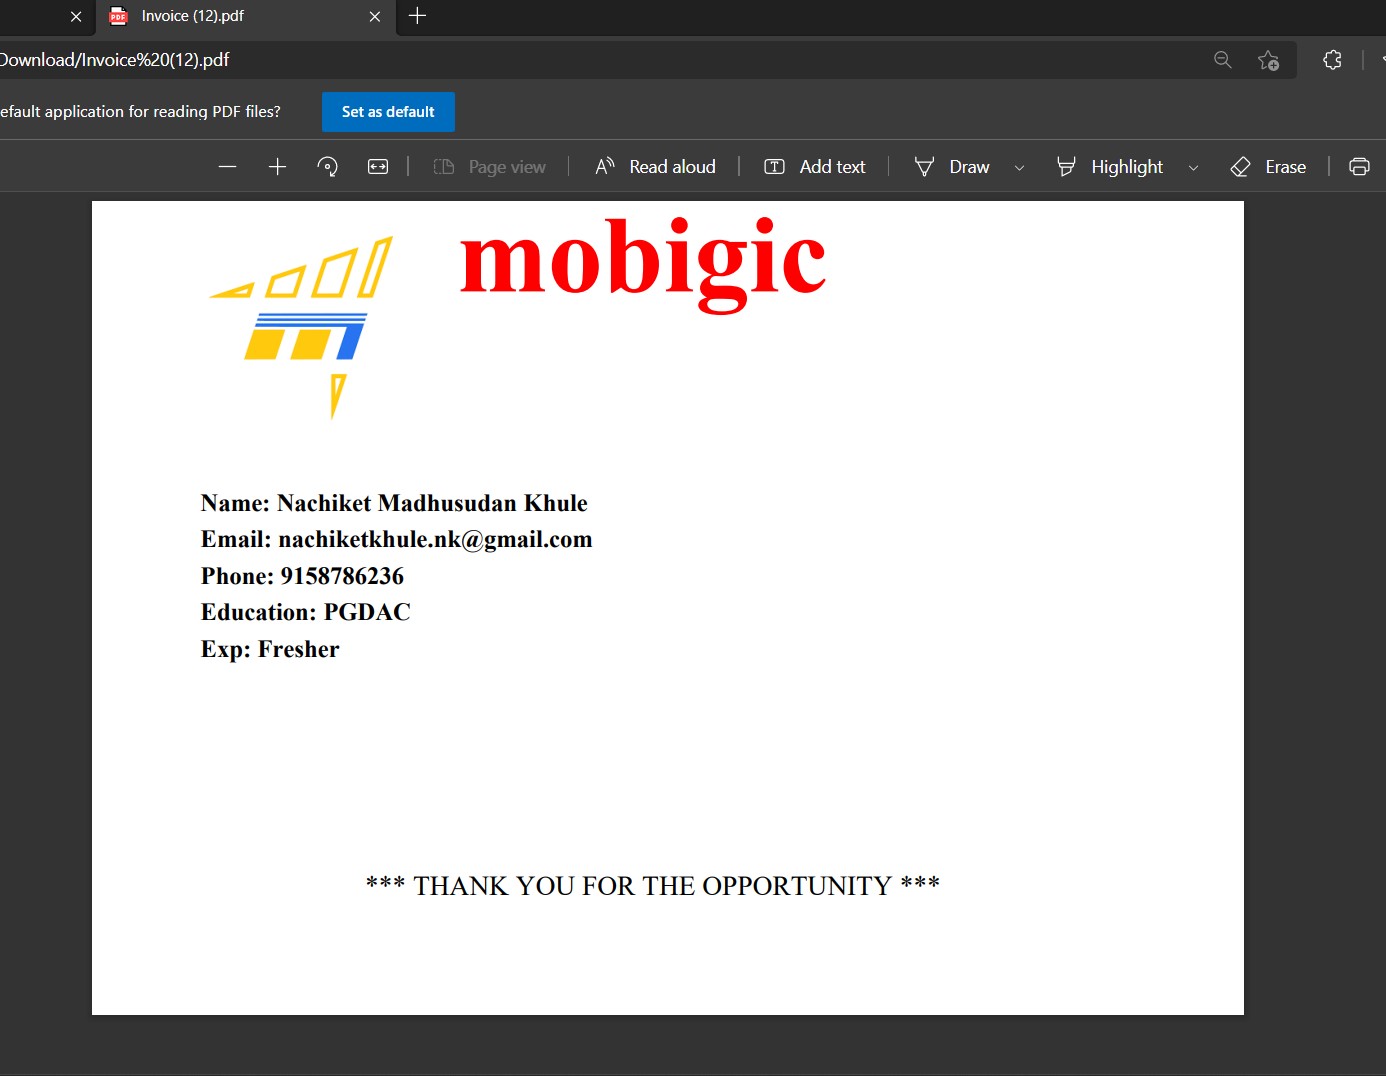 Invoice (12).pdf
Download/Invoice%20(12).pdf
efault application for reading PDF files?
Set as default
Page view
Read aloud
Add text
Draw
Highlight
Erase
mobigic
Name: Nachiket Madhusudan Khule
Email: nachiketkhule.nk@gmail.com
Phone: 9158786236
Education: PGDAC
Exp: Fresher
*** THANK YOU FOR THE OPPORTUNITY ***